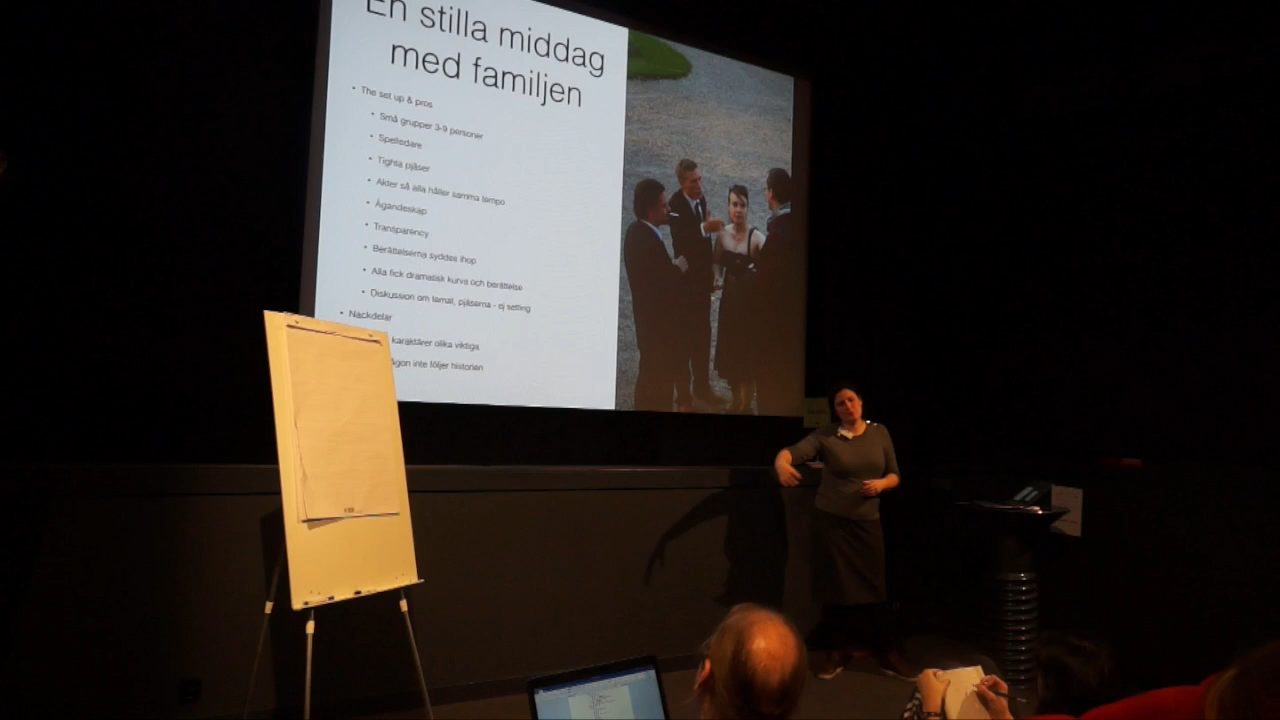 En stilla middag
med familjen
• The set up & pros
• Små grupper 3-9 personer
• Spelledare
• Tighta pjäser
• Akter så alla håller samma tempo
• Ägandeskap
• Transparency
• Berättelserna syddes ihop
• Alla fick dramatisk kurva och berättelse
• Diskussion om temat, pjäserna - ej setting
• Nackdelar
karaktärer olika viktiga
inte följer historien